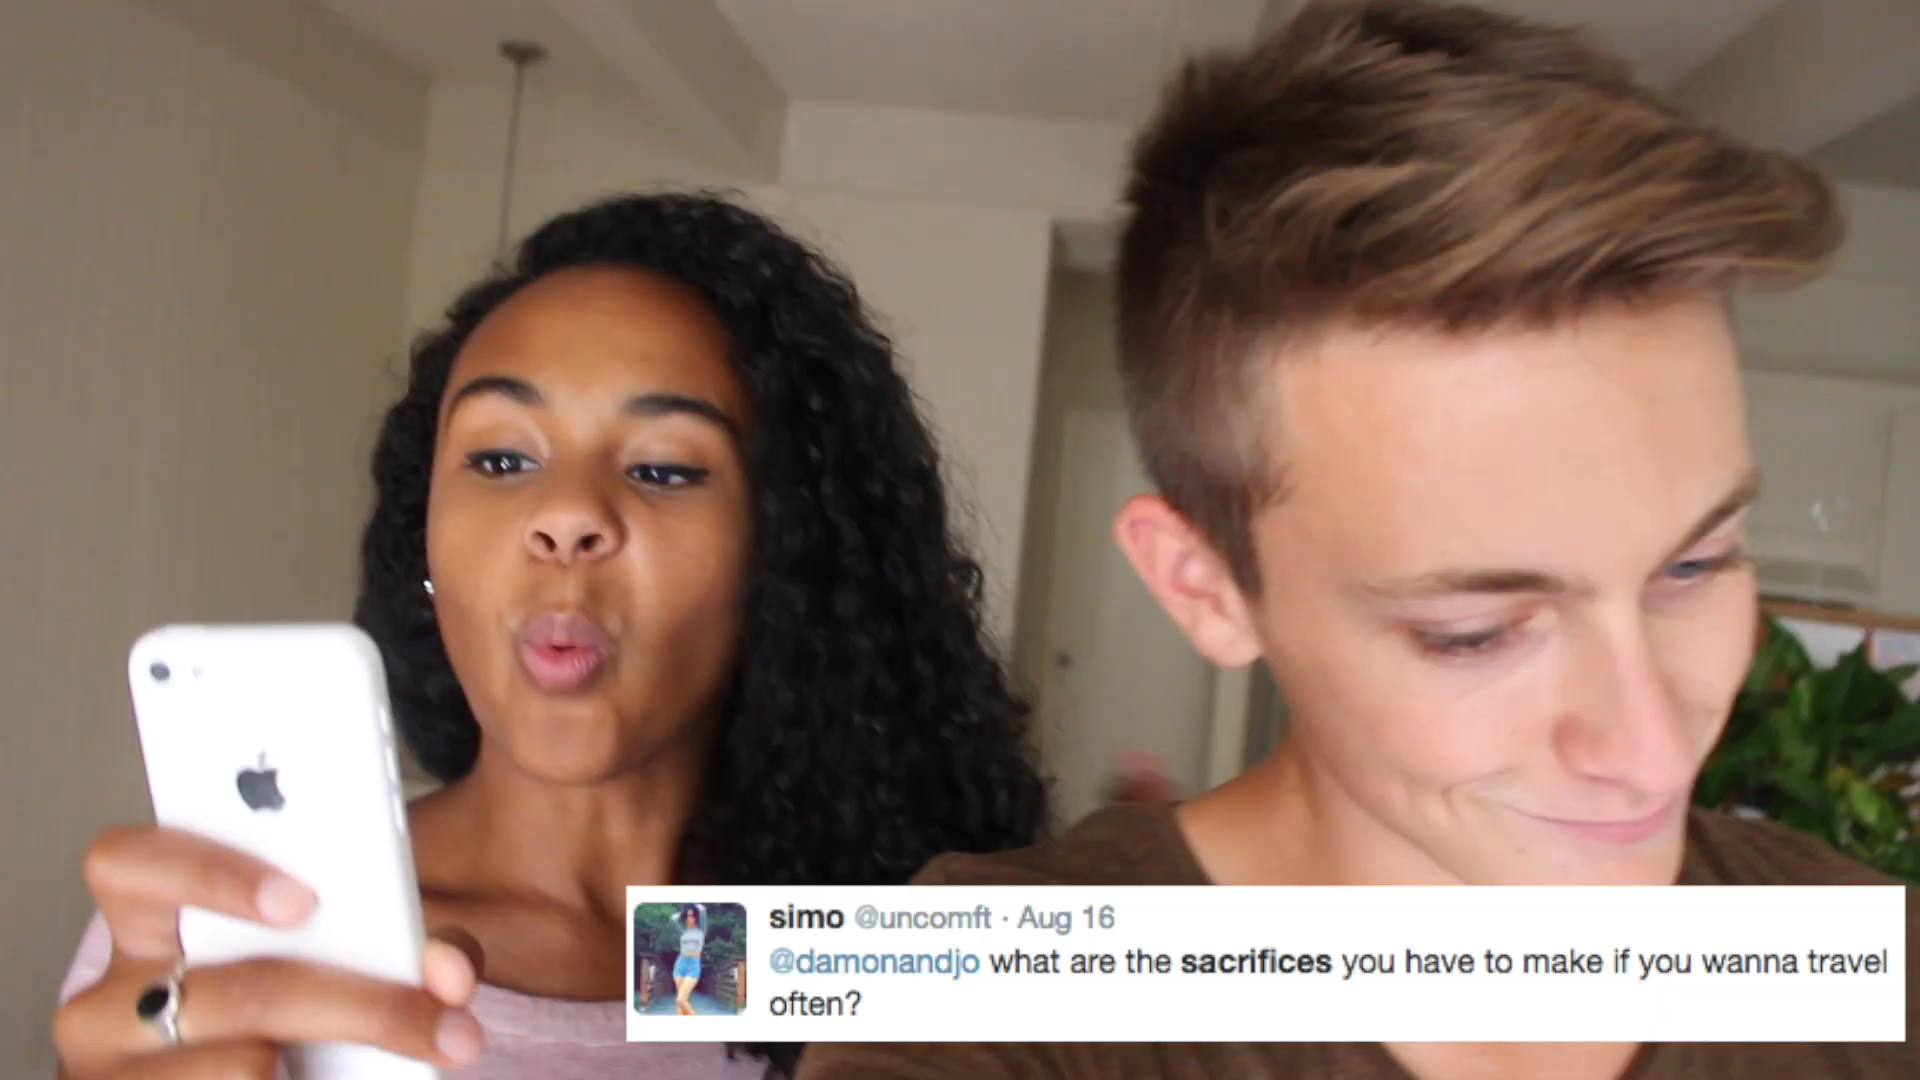 simo @uncomft · Aug 16
@damonandjo what are the sacrifices you have to make if you wanna travel
often?